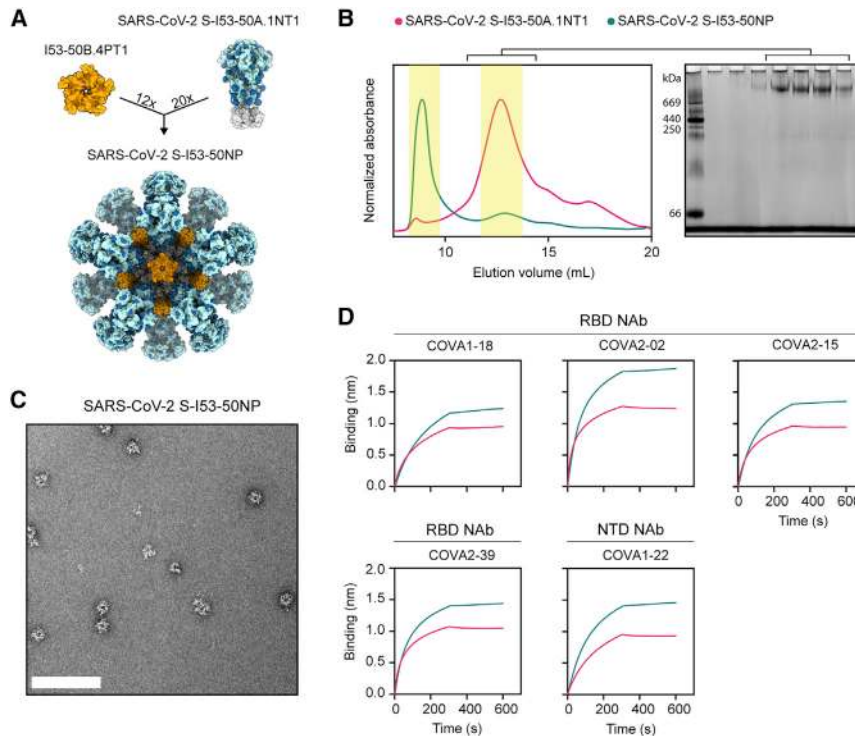 A
SARS-CoV-2 S-I53-50A.1NT1
I53-50B.4PT1
12x
20x
SARS-CoV-2 S-I53-50NP
B
SARS-CoV-2 S-I53-50A.1NT1
SARS-CoV-2 S-I53-50NP
Normalized absorbance
10
15
20
Elution volume (mL)
kDa
669
440
250
66
C
SARS-CoV-2 S-I53-50NP
D
RBD NAb
COVA1-18
COVA2-02
COVA2-15
Binding (nm)
2.0
1.5
1.0
0.5
0.0
0 200 400 600
Time (s)
RBD NAb
NTD NAb
COVA2-39
COVA1-22
Binding (nm)
2.0
1.5
1.0
0.5
0.0
0 200 400 600
Time (s)
0 200 400 600
Time (s)